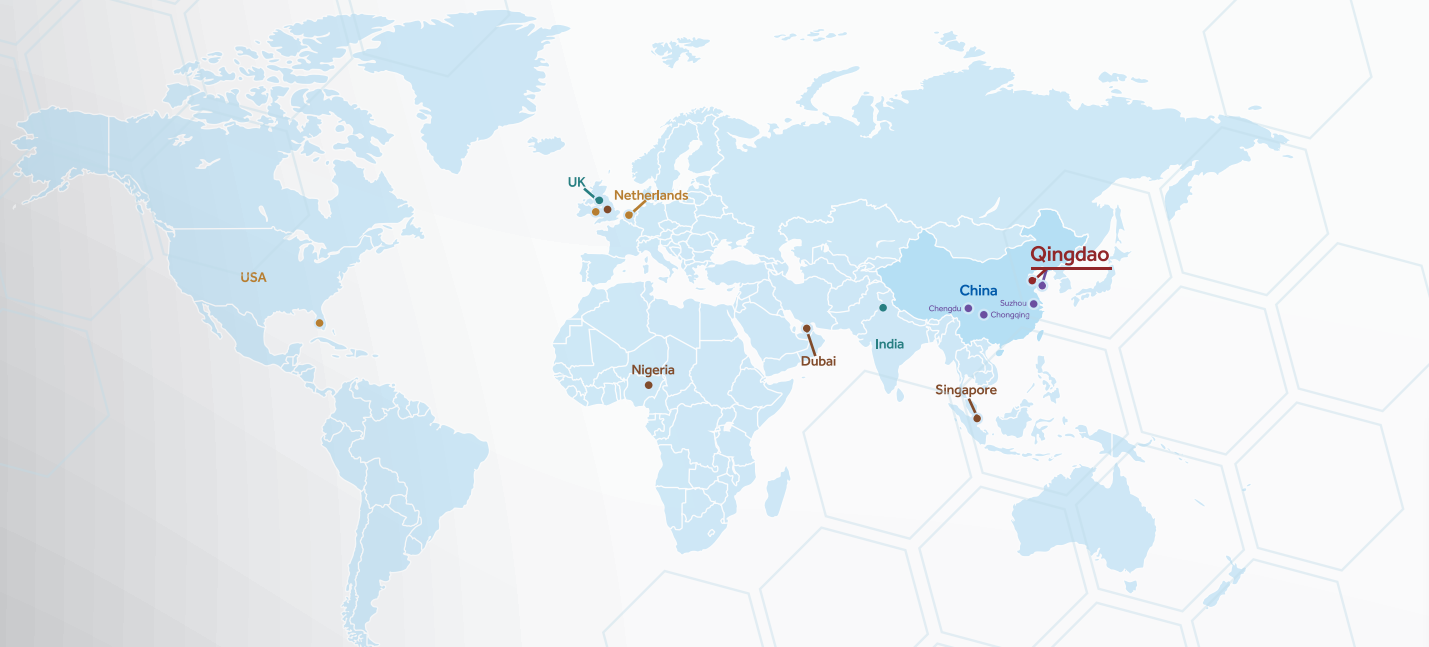 UK
Netherlands
USA
Qingdao
China
Suzhou
Chengdu
Chongqing
India
Dubai
Nigeria
Singapore